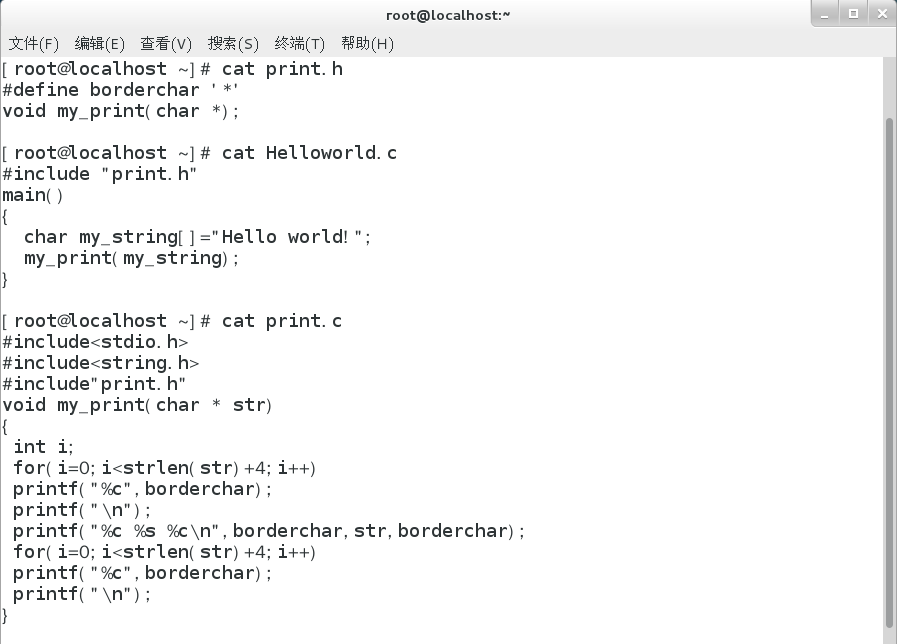 root@localhost:~
文件(F) 编辑(E) 查看(V) 搜索(S) 终端(T) 帮助(H)
[root@localhost ~]# cat print.h
#define borderchar '*'
void my_print(char *);
[root@localhost ~]# cat Helloworld.c
#include "print.h"
main()
{
  char my_string[]="Hello world!";
  my_print(my_string);
}
[root@localhost ~]# cat print.c
#include<stdio.h>
#include<string.h>
#include"print.h"
void my_print(char * str)
{
 int i;
 for(i=0;i<strlen(str)+4;i++)
 printf("%c",borderchar);
 printf("\n");
 printf("%c %s %c\n",borderchar,str,borderchar);
 for(i=0;i<strlen(str)+4;i++)
 printf("%c",borderchar);
 printf("\n");
}